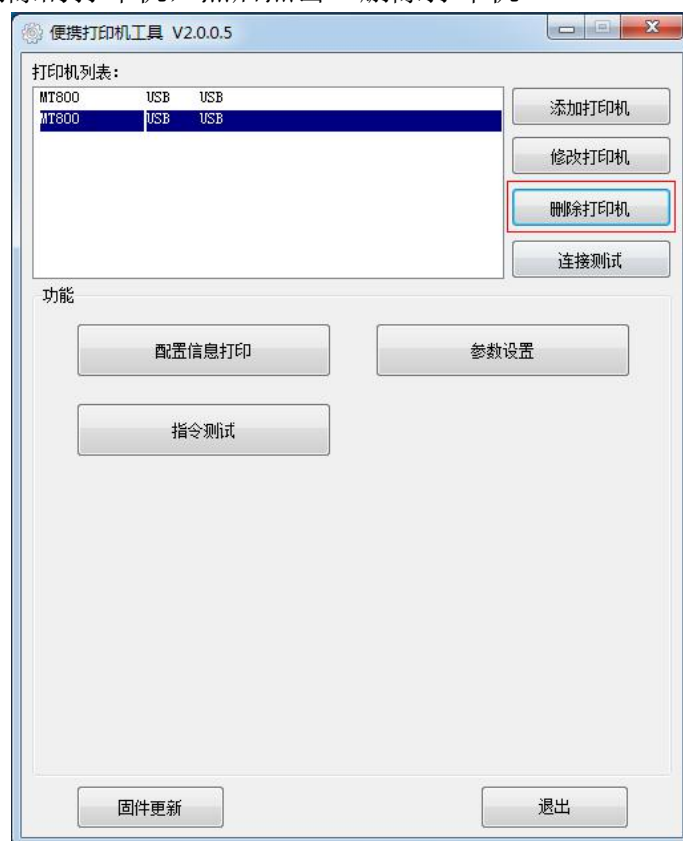 便携打印机工具 V2.0.0.5
打印机列表：
MT800 USB USB
MT800 USB USB
添加打印机
修改打印机
删除打印机
连接测试
功能
配置信息打印
参数设置
指令测试
固件更新
退出